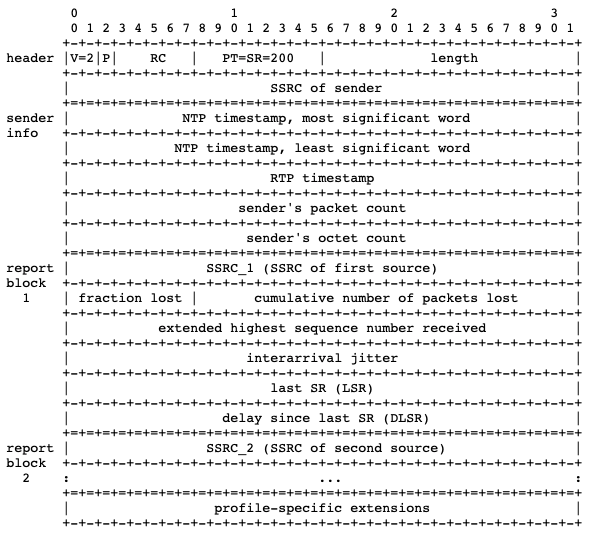 0                   1                   2                   3
        0 1 2 3 4 5 6 7 8 9 0 1 2 3 4 5 6 7 8 9 0 1 2 3 4 5 6 7 8 9 0 1
       +-+-+-+-+-+-+-+-+-+-+-+-+-+-+-+-+-+-+-+-+-+-+-+-+-+-+-+-+-+-+-+-+
header |V=2|P|    RC   |   PT=SR=200   |             length            |
       +-+-+-+-+-+-+-+-+-+-+-+-+-+-+-+-+-+-+-+-+-+-+-+-+-+-+-+-+-+-+-+-+
       |                         SSRC of sender                        |
       +=+=+=+=+=+=+=+=+=+=+=+=+=+=+=+=+=+=+=+=+=+=+=+=+=+=+=+=+=+=+=+=+
sender |              NTP timestamp, most significant word             |
info   +-+-+-+-+-+-+-+-+-+-+-+-+-+-+-+-+-+-+-+-+-+-+-+-+-+-+-+-+-+-+-+-+
       |             NTP timestamp, least significant word             |
       +-+-+-+-+-+-+-+-+-+-+-+-+-+-+-+-+-+-+-+-+-+-+-+-+-+-+-+-+-+-+-+-+
       |                         RTP timestamp                         |
       +-+-+-+-+-+-+-+-+-+-+-+-+-+-+-+-+-+-+-+-+-+-+-+-+-+-+-+-+-+-+-+-+
       |                     sender's packet count                     |
       +-+-+-+-+-+-+-+-+-+-+-+-+-+-+-+-+-+-+-+-+-+-+-+-+-+-+-+-+-+-+-+-+
       |                      sender's octet count                     |
       +=+=+=+=+=+=+=+=+=+=+=+=+=+=+=+=+=+=+=+=+=+=+=+=+=+=+=+=+=+=+=+=+
report |                 SSRC_1 (SSRC of first source)                 |
block  +-+-+-+-+-+-+-+-+-+-+-+-+-+-+-+-+-+-+-+-+-+-+-+-+-+-+-+-+-+-+-+-+
  1    | fraction lost |       cumulative number of packets lost       |
       +-+-+-+-+-+-+-+-+-+-+-+-+-+-+-+-+-+-+-+-+-+-+-+-+-+-+-+-+-+-+-+-+
       |           extended highest sequence number received           |
       +-+-+-+-+-+-+-+-+-+-+-+-+-+-+-+-+-+-+-+-+-+-+-+-+-+-+-+-+-+-+-+-+
       |                      interarrival jitter                      |
       +-+-+-+-+-+-+-+-+-+-+-+-+-+-+-+-+-+-+-+-+-+-+-+-+-+-+-+-+-+-+-+-+
       |                         last SR (LSR)                         |
       +-+-+-+-+-+-+-+-+-+-+-+-+-+-+-+-+-+-+-+-+-+-+-+-+-+-+-+-+-+-+-+-+
       |                   delay since last SR (DLSR)                  |
       +=+=+=+=+=+=+=+=+=+=+=+=+=+=+=+=+=+=+=+=+=+=+=+=+=+=+=+=+=+=+=+=+
report |                 SSRC_2 (SSRC of second source)                |
block  +-+-+-+-+-+-+-+-+-+-+-+-+-+-+-+-+-+-+-+-+-+-+-+-+-+-+-+-+-+-+-+-+
  2    :                               ...                             :
       +=+=+=+=+=+=+=+=+=+=+=+=+=+=+=+=+=+=+=+=+=+=+=+=+=+=+=+=+=+=+=+=+
       |                  profile-specific extensions                  |
       +-+-+-+-+-+-+-+-+-+-+-+-+-+-+-+-+-+-+-+-+-+-+-+-+-+-+-+-+-+-+-+-+